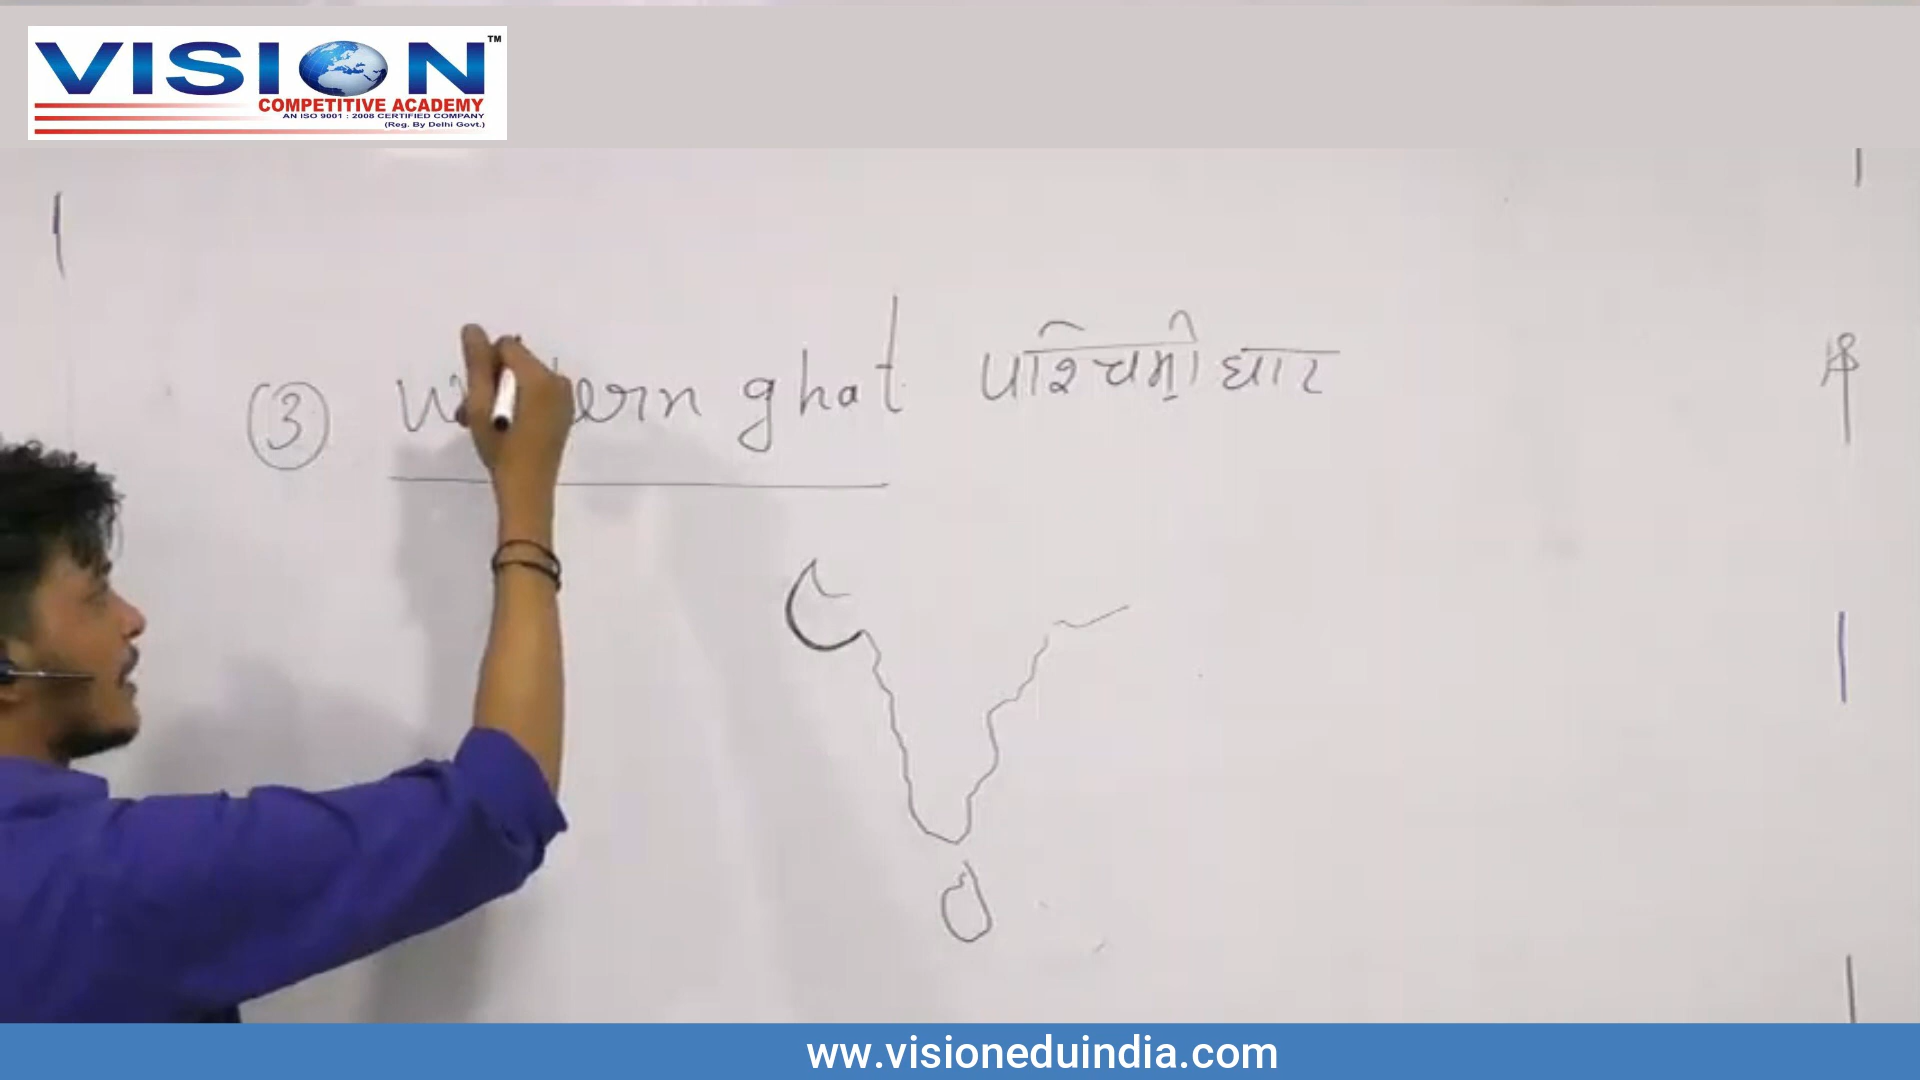 VISION TM
COMPETITIVE ACADEMY
AN ISO 9001 : 2008 CERTIFIED COMPANY
(Reg. By Delhi Govt.)
③ ghat पश्चिमी घाट
ww.visioneduindia.com